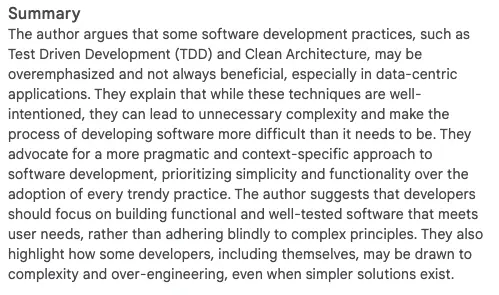 Summary
The author argues that some software development practices, such as
Test Driven Development (TDD) and Clean Architecture, may be
overemphasized and not always beneficial, especially in data-centric
applications. They explain that while these techniques are well-
intentioned, they can lead to unnecessary complexity and make the
process of developing software more difficult than it needs to be. They
advocate for a more pragmatic and context-specific approach to
software development, prioritizing simplicity and functionality over the
adoption of every trendy practice. The author suggests that developers
should focus on building functional and well-tested software that meets
user needs, rather than adhering blindly to complex principles. They also
highlight how some developers, including themselves, may be drawn to
complexity and over-engineering, even when simpler solutions exist.